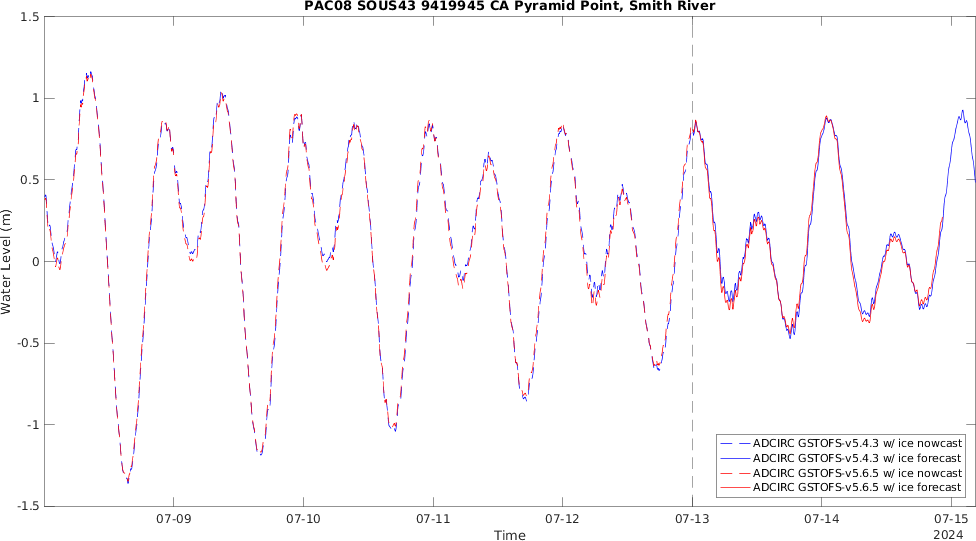 PAC08 SOUS43 9419945 CA Pyramid Point, Smith River
1.5
1
0.5
0
-0.5
-1
-1.5
Water Level (m)
ADCIRC GSTOFS-v5.4.3 w/ ice nowcast
ADCIRC GSTOFS-v5.4.3 w/ ice forecast
ADCIRC GSTOFS-v5.6.5 w/ ice nowcast
ADCIRC GSTOFS-v5.6.5 w/ ice forecast
07-09 07-10 07-11 07-12 07-13 07-14 07-15
Time 2024